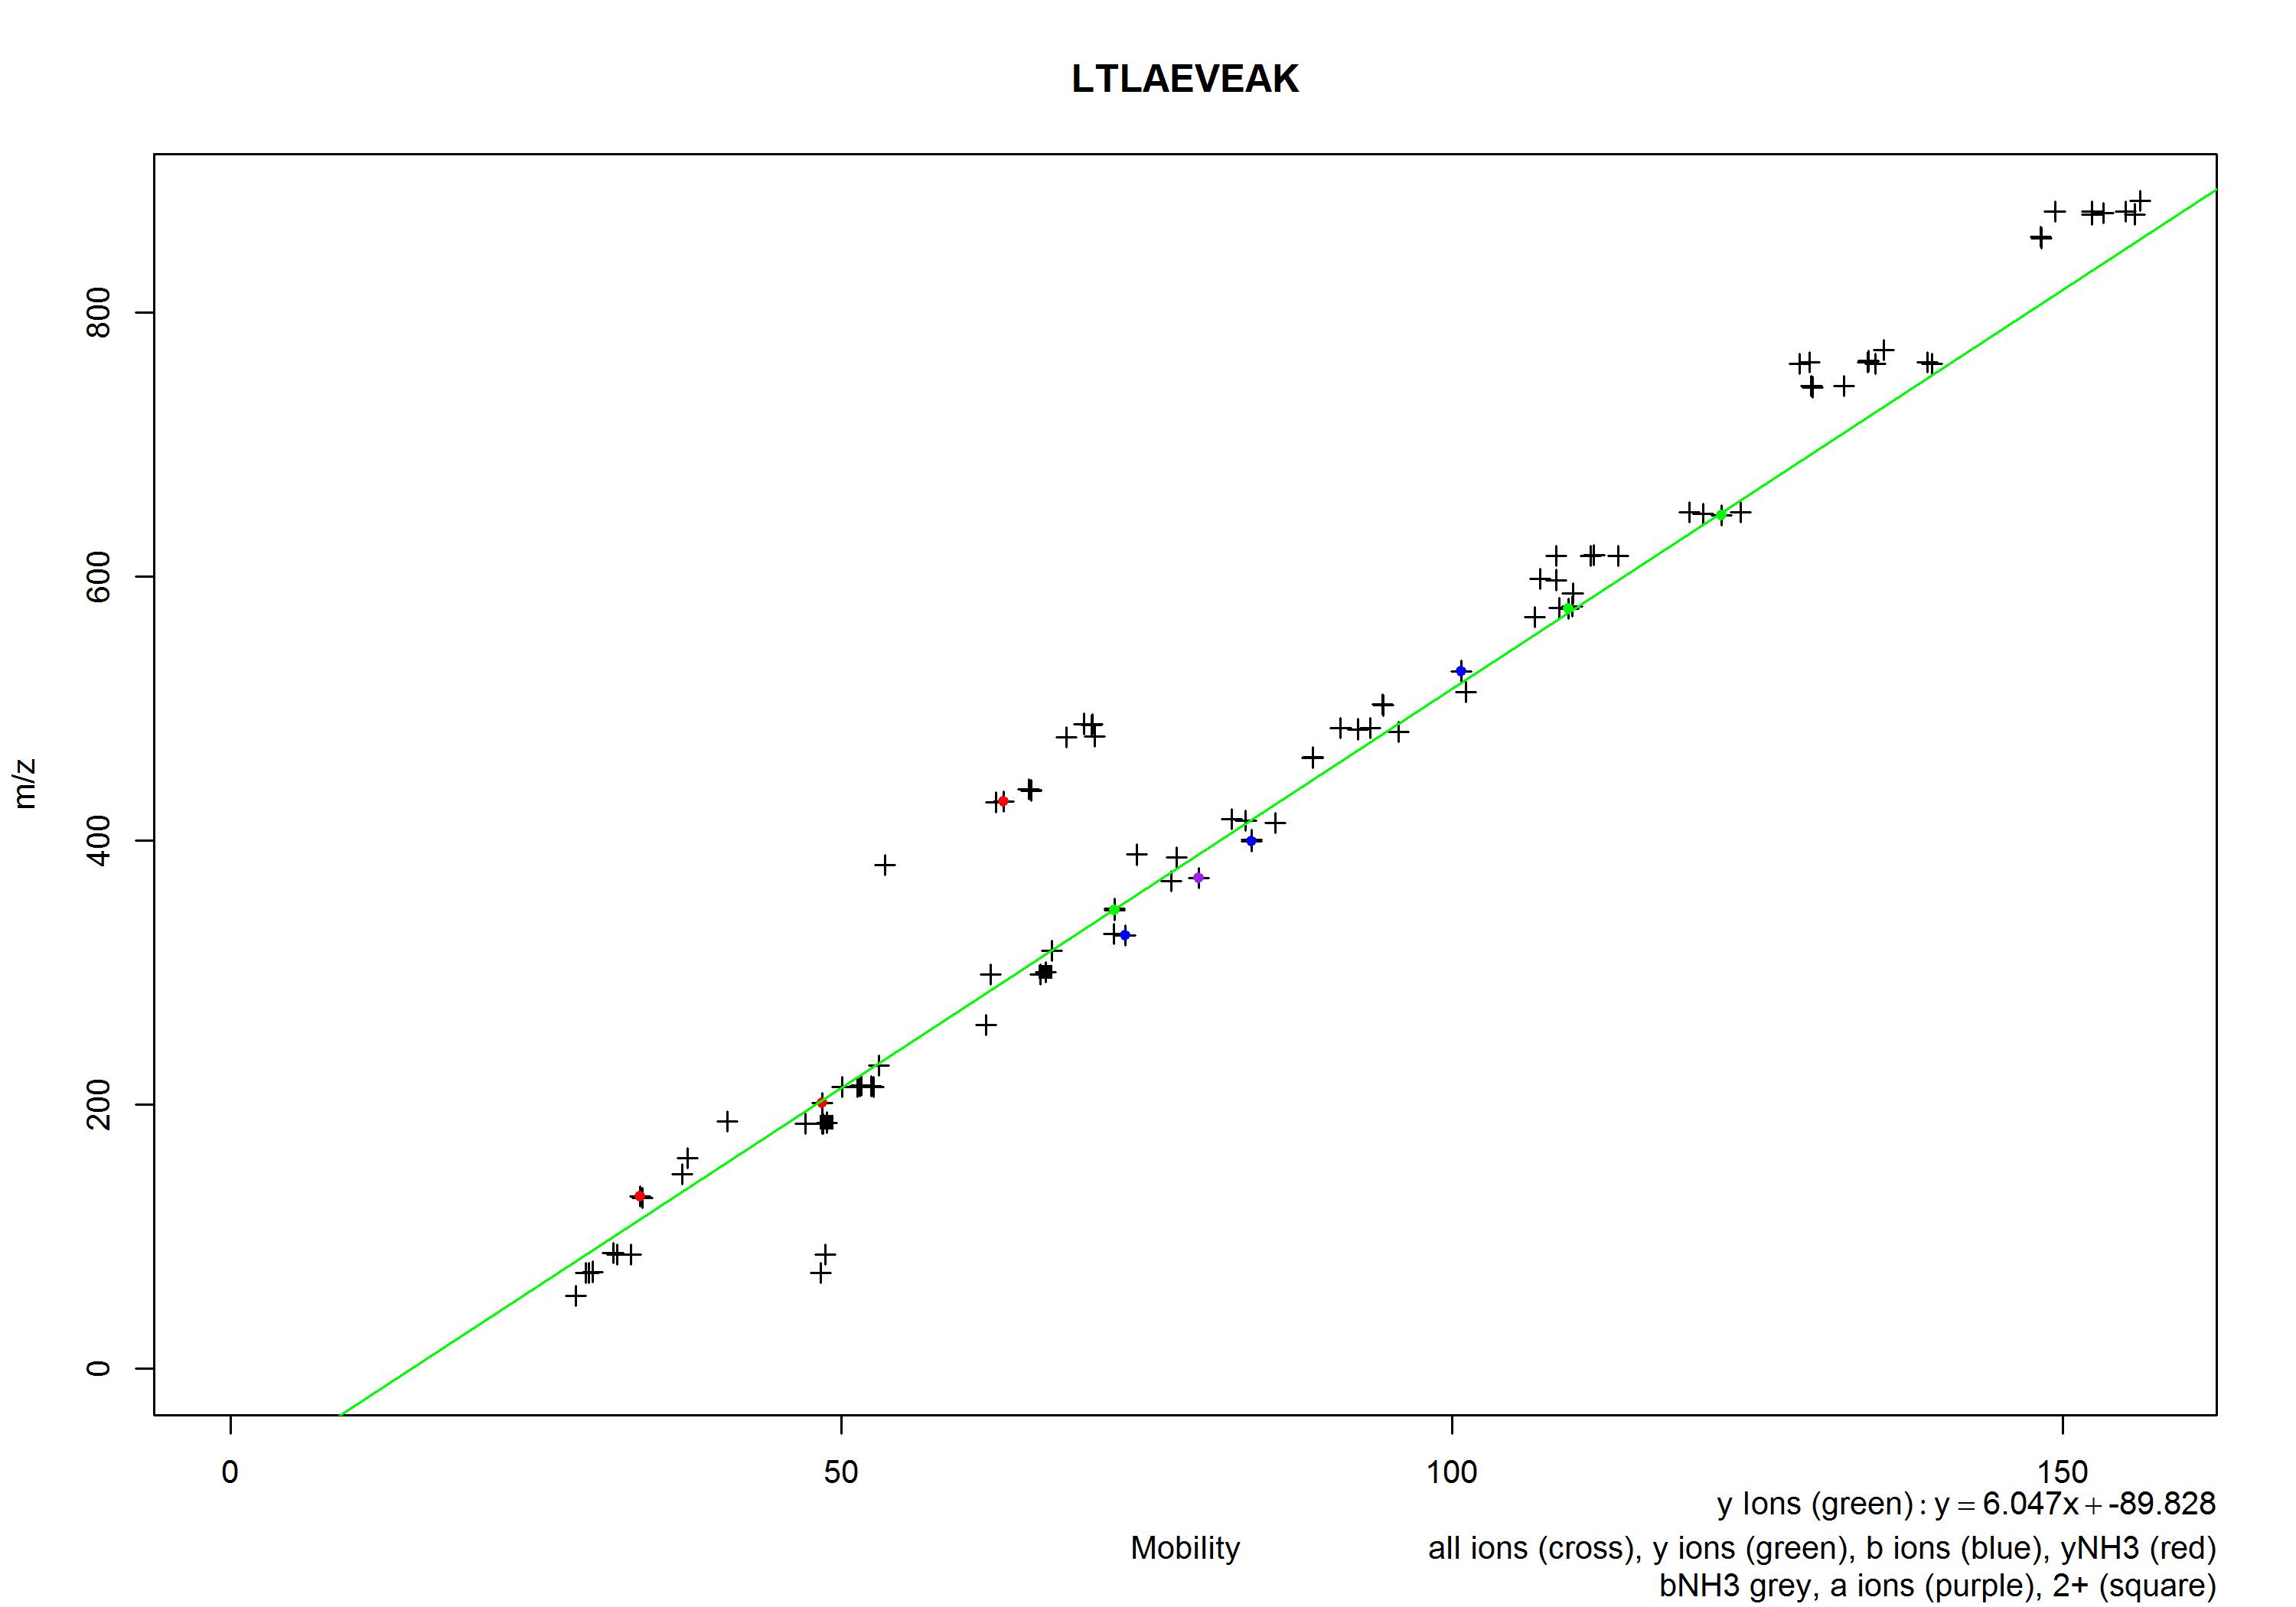 LTLAEVEAK
m/z
800
600
400
200
0
0 50 100 150
y Ions (green) : y = 6.047x + -89.828
Mobility
all ions (cross), y ions (green), b ions (blue), yNH3 (red)
bNH3 grey, a ions (purple), 2+ (square)